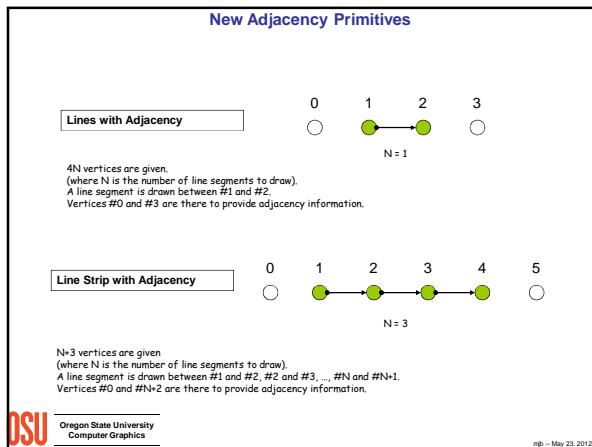 New Adjacency Primitives
0 1 2 3
Lines with Adjacency
N = 1
4N vertices are given.
(where N is the number of line segments to draw).
A line segment is drawn between #1 and #2.
Vertices #0 and #3 are there to provide adjacency information.
0 1 2 3 4 5
Line Strip with Adjacency
N = 3
N+3 vertices are given
(where N is the number of line segments to draw).
A line segment is drawn between #1 and #2, #2 and #3, …, #N and #N+1.
Vertices #0 and #N+2 are there to provide adjacency information.
OSU
Oregon State University
Computer Graphics
mjb – May 23, 2012